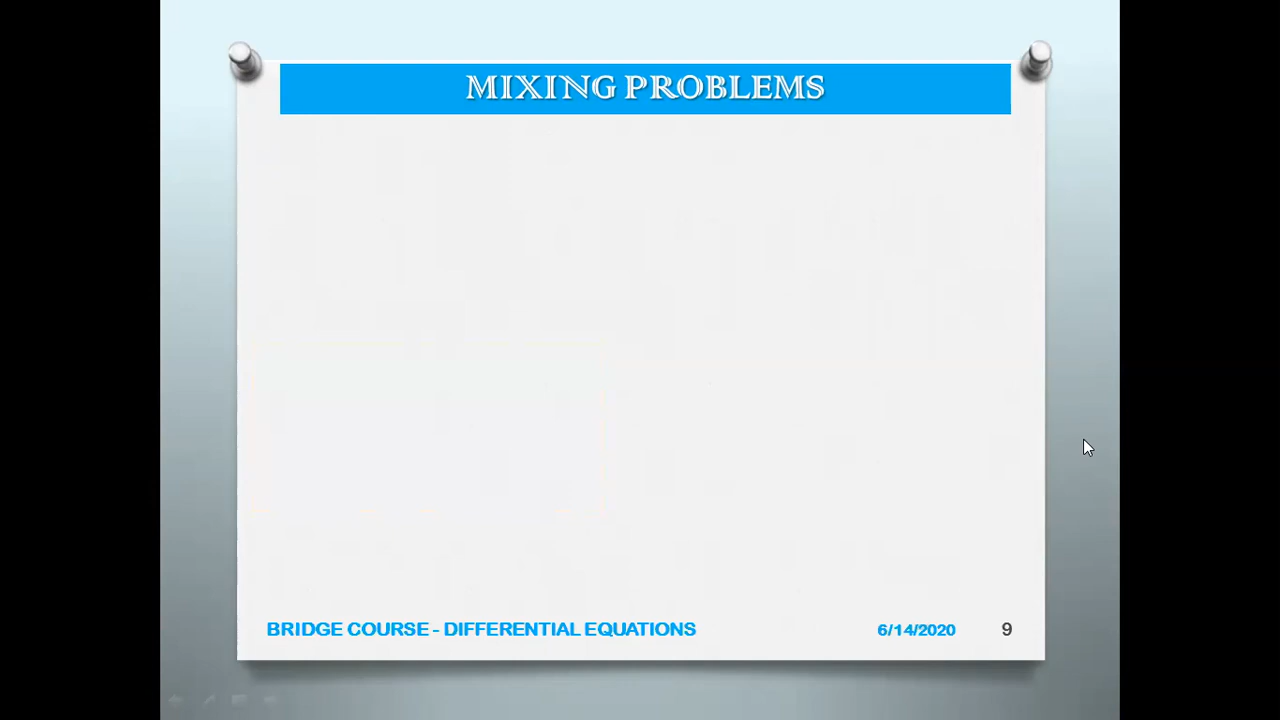 MIXING PROBLEMS
BRIDGE COURSE - DIFFERENTIAL EQUATIONS 6/14/2020 9